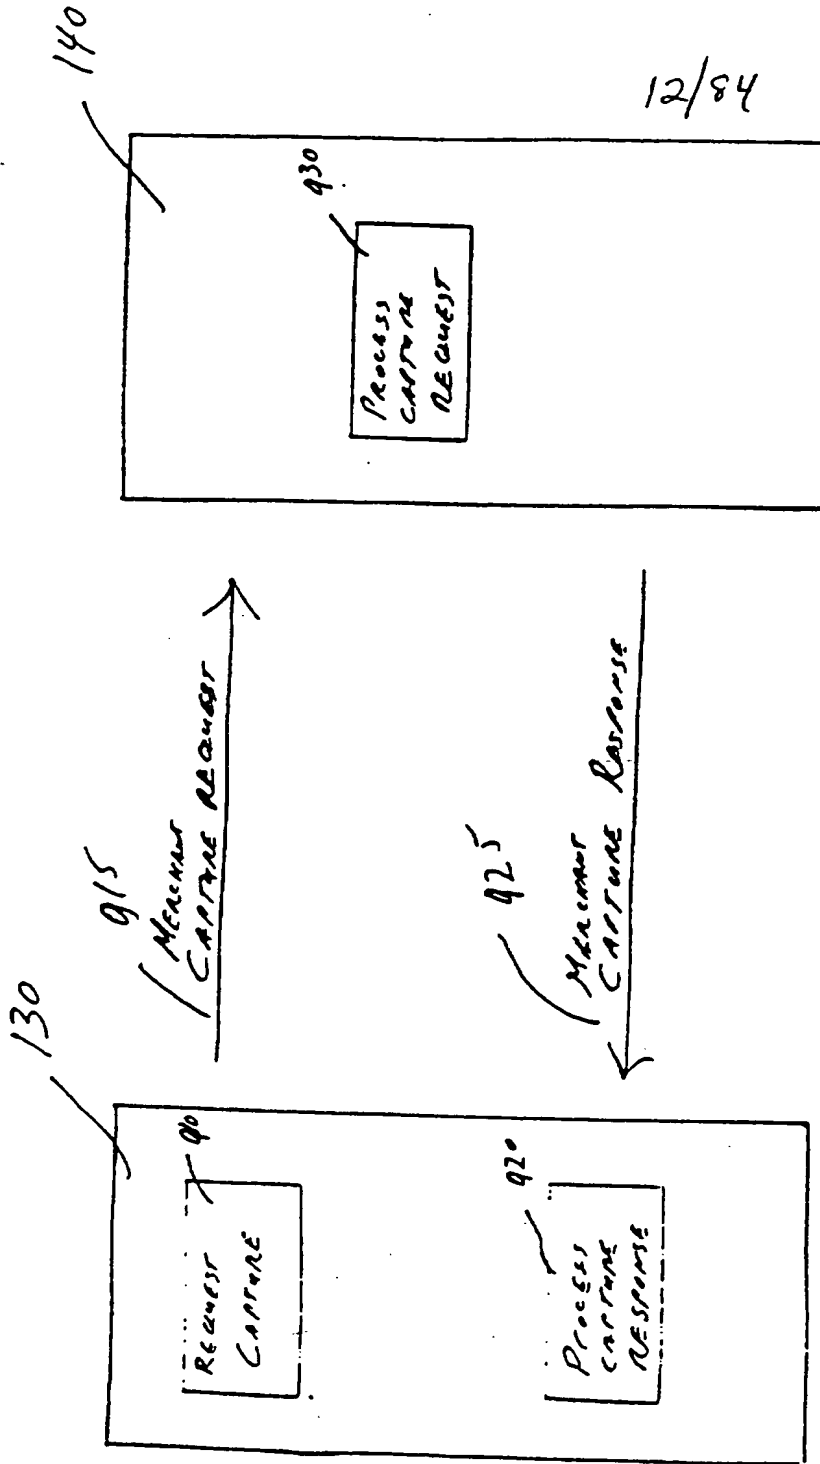 12/84
130
REQUEST
CAPTURE
910
PROCESS
CAPTURE
RESPONSE
920
915
MERCHANT
CAPTURE REQUEST
925
MERCHANT
CAPTURE RESPONSE
140
PROCESS
CAPTURE
REQUEST
930